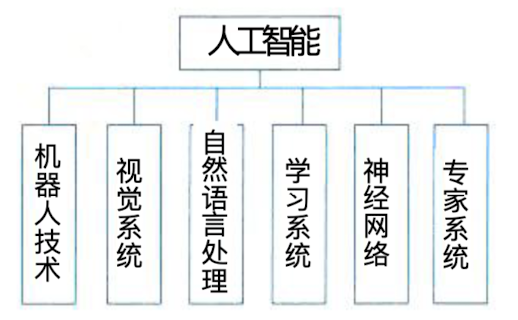 人工智能
机器人技术
视觉系统
自然语言处理
学习系统
神经网络
专家系统